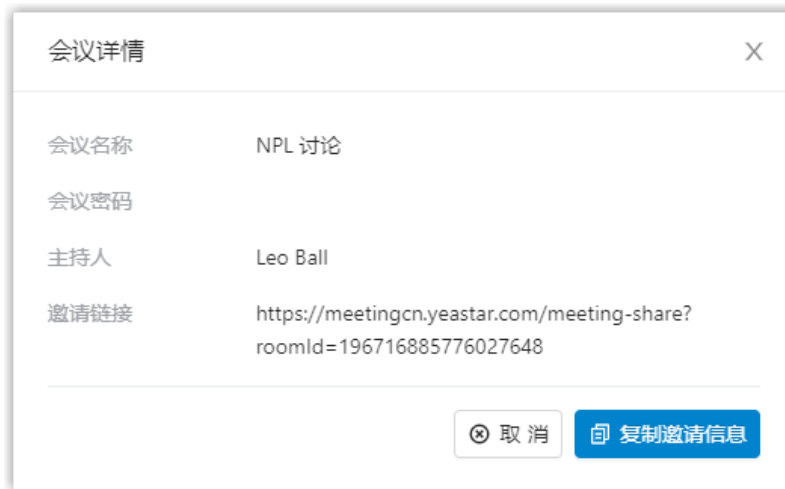 会议详情
会议名称 NPL 讨论
会议密码
主持人 Leo Ball
邀请链接 https://meetingcn.yeastar.com/meeting-share?
roomId=196716885776027648
取 消 复制邀请信息